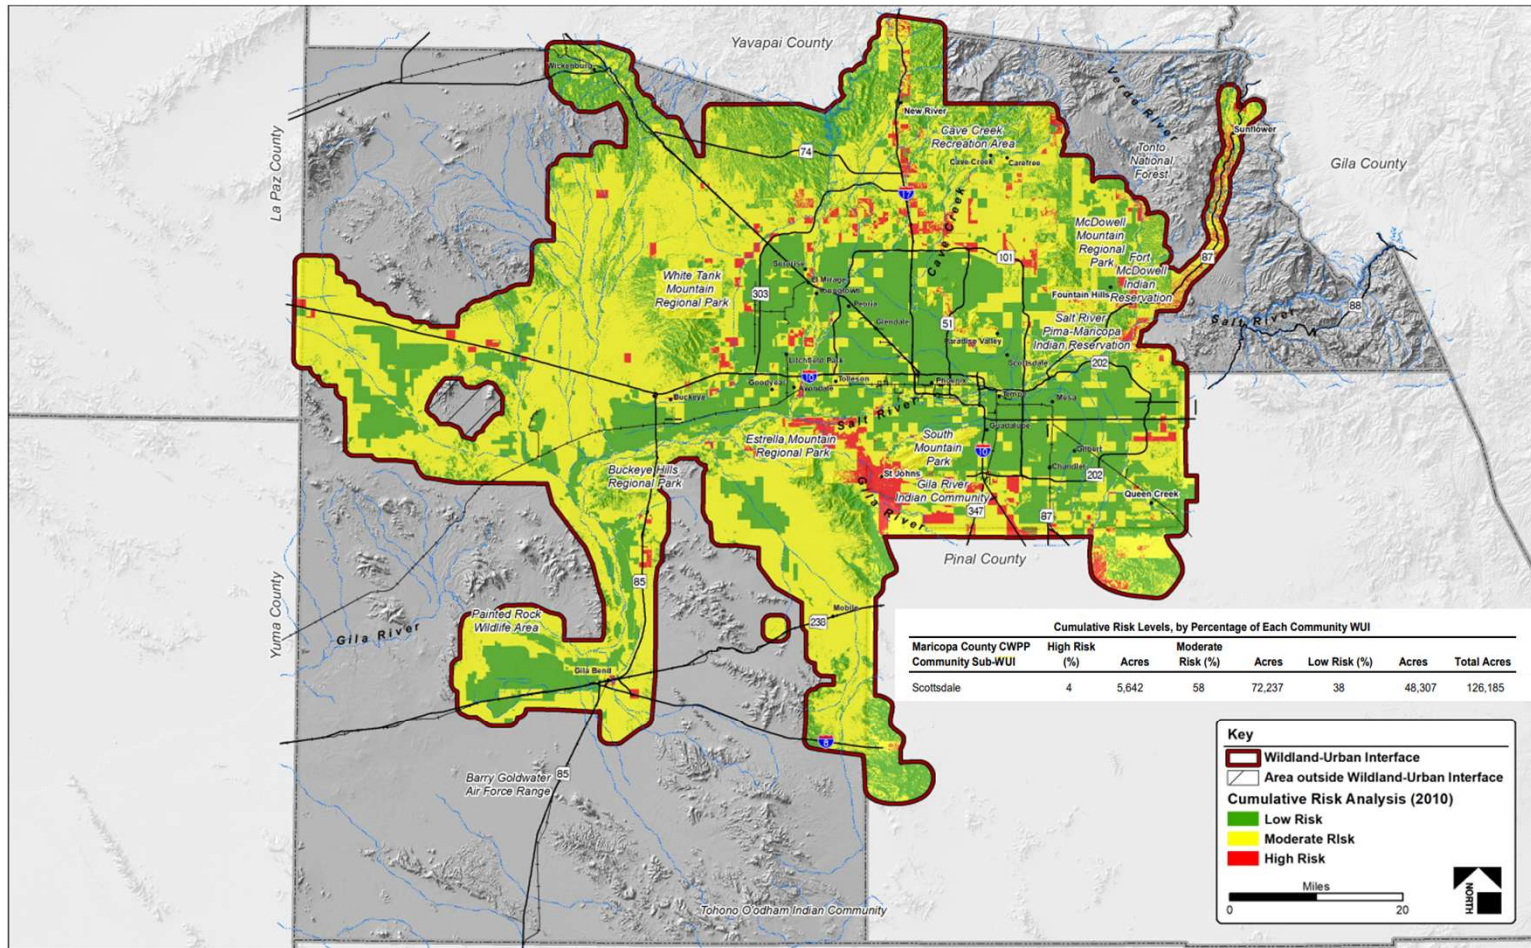 Yavapai County
Wickenburg
Verde River
New River
Sunflower
Cave Creek
Recreation Area
La Paz County
74
Cave Creek
Carefree
Tonto
National
Forest
Gila County
17
Cave Creek
McDowell
Mountain
Regional
Park
101
Fort
McDowell
Indian
Reservation
87
Surprise
White Tank
Mountain
Regional Park
El Mirage
Youngtown
303
Peoria
Fountain Hills
88
Salt River
Glendale
51
Salt River
Pima-Maricopa
Indian Reservation
Paradise Valley
Scottsdale
Litchfield Park
202
10
Tolleson
Goodyear
Avondale
Phoenix
Buckeye
Tempe
Mesa
Salt River
Guadalupe
Estrella Mountain
Regional Park
South
Mountain
Park
10
Gilbert
Chandler
202
Buckeye Hills
Regional Park
St Johns
Gila River
Indian Community
Gila River
Queen Creek
347
87
Pinal County
Yuma County
85
Painted Rock
Wildlife Area
Mobile
238
Gila River
Gila Bend
8
Barry Goldwater
Air Force Range
85
Tohono O'odham Indian Community
Cumulative Risk Levels, by Percentage of Each Community WUI
Maricopa County CWPP High Risk Moderate
Community Sub-WUI (%) Acres Risk (%) Acres Low Risk (%) Acres Total Acres
Scottsdale 4 5,642 58 72,237 38 48,307 126,185
Key
Wildland-Urban Interface
Area outside Wildland-Urban Interface
Cumulative Risk Analysis (2010)
Low Risk
Moderate RIsk
High Risk
Miles
0 20
NORTH